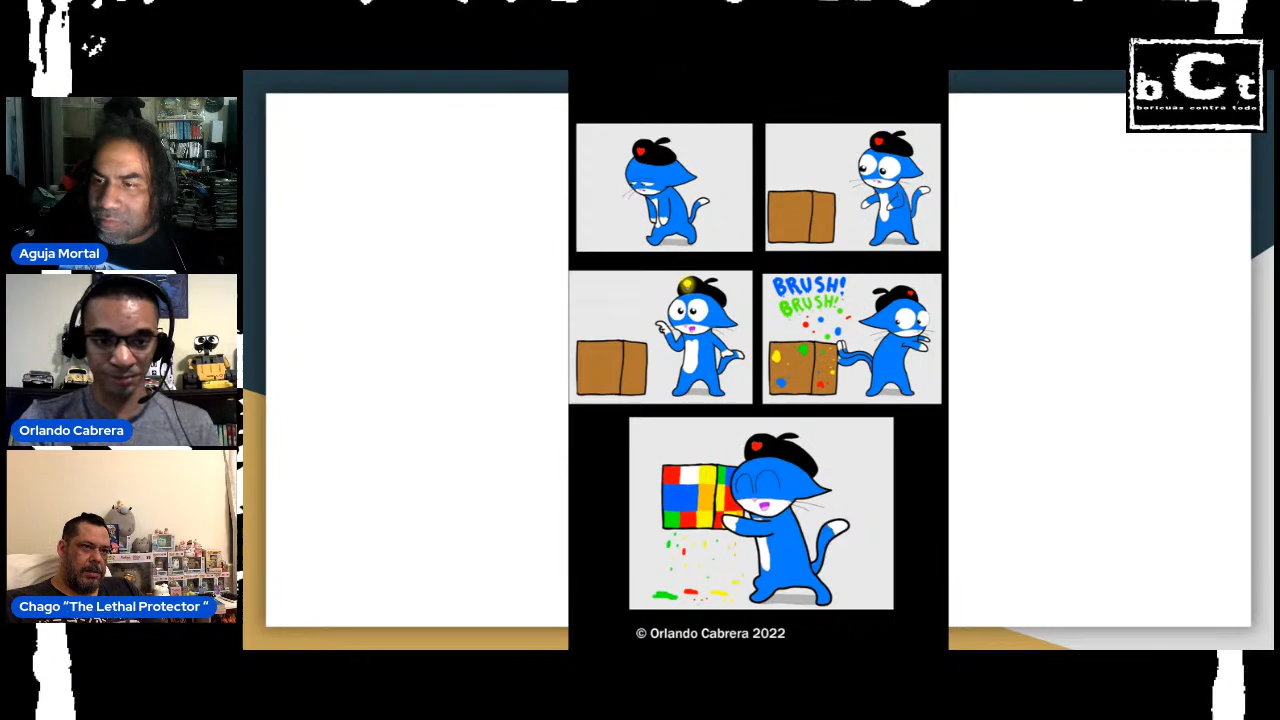 bCt
boricuas contra todo
Aguja Mortal
Orlando Cabrera
Chago “The Lethal Protector “
BRUSH!
BRUSH!
© Orlando Cabrera 2022